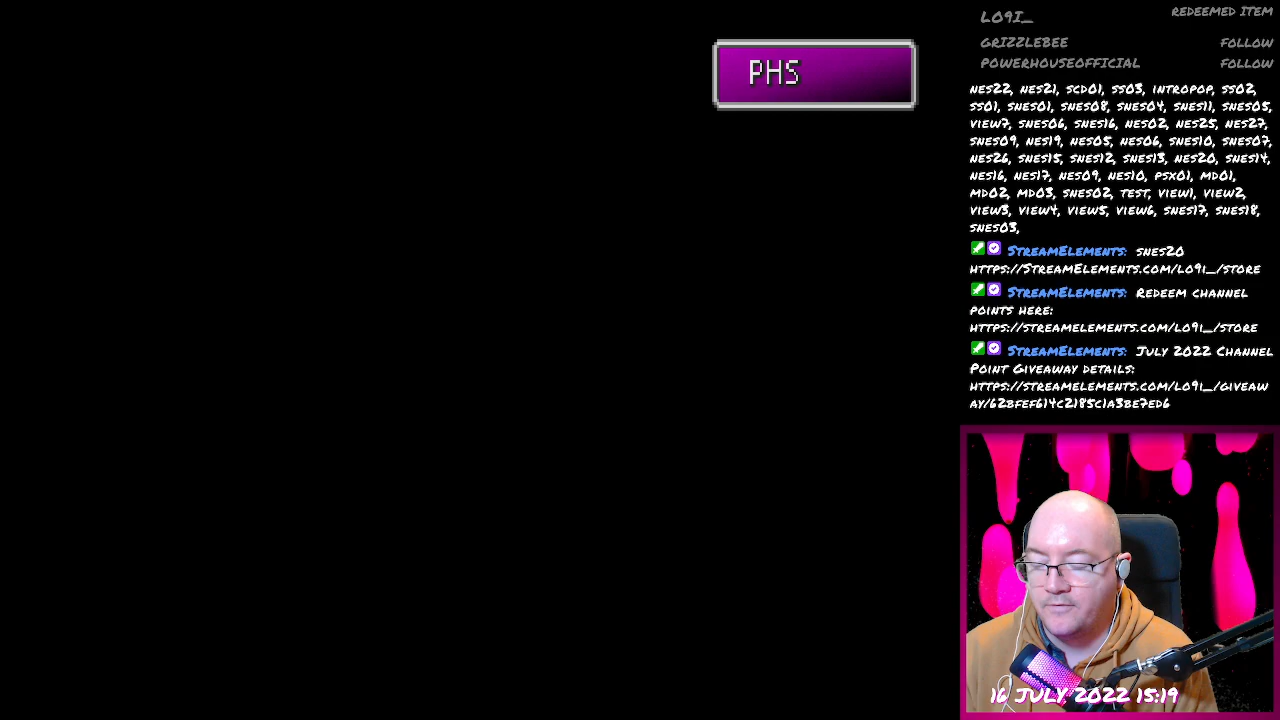 PHS
LO9I_ REDEEMED ITEM
GRIZZLEBEE FOLLOW
POWERHOUSEOFFICIAL FOLLOW
NES22, NES21, SCD01, SS03, INTROPOP, SS02,
SS01, SNES01, SNES08, SNES04, SNES11, SNES05,
VIEW7, SNES06, SNES16, NES02, NES25, NES27,
SNES09, NES19, NES05, NES06, SNES10, SNES07,
NES26, SNES15, SNES12, SNES13, NES20, SNES14,
NES16, NES17, NES09, NES10, PSX01, MD01,
MD02, MD03, SNES02, TEST, VIEW1, VIEW2,
VIEW3, VIEW4, VIEW5, VIEW6, SNES17, SNES18,
SNES03,
StreamElements: SNES20
https://StreamElements.com/lo9i_/store
StreamElements: Redeem channel
points here:
https://streamelements.com/lo9i_/store
StreamElements: July 2022 Channel
Point Giveaway details:
https://streamelements.com/lo9i_/giveaw
ay/62bfef614c2185c1a3be7ed6
16 JULY 2022 15:19